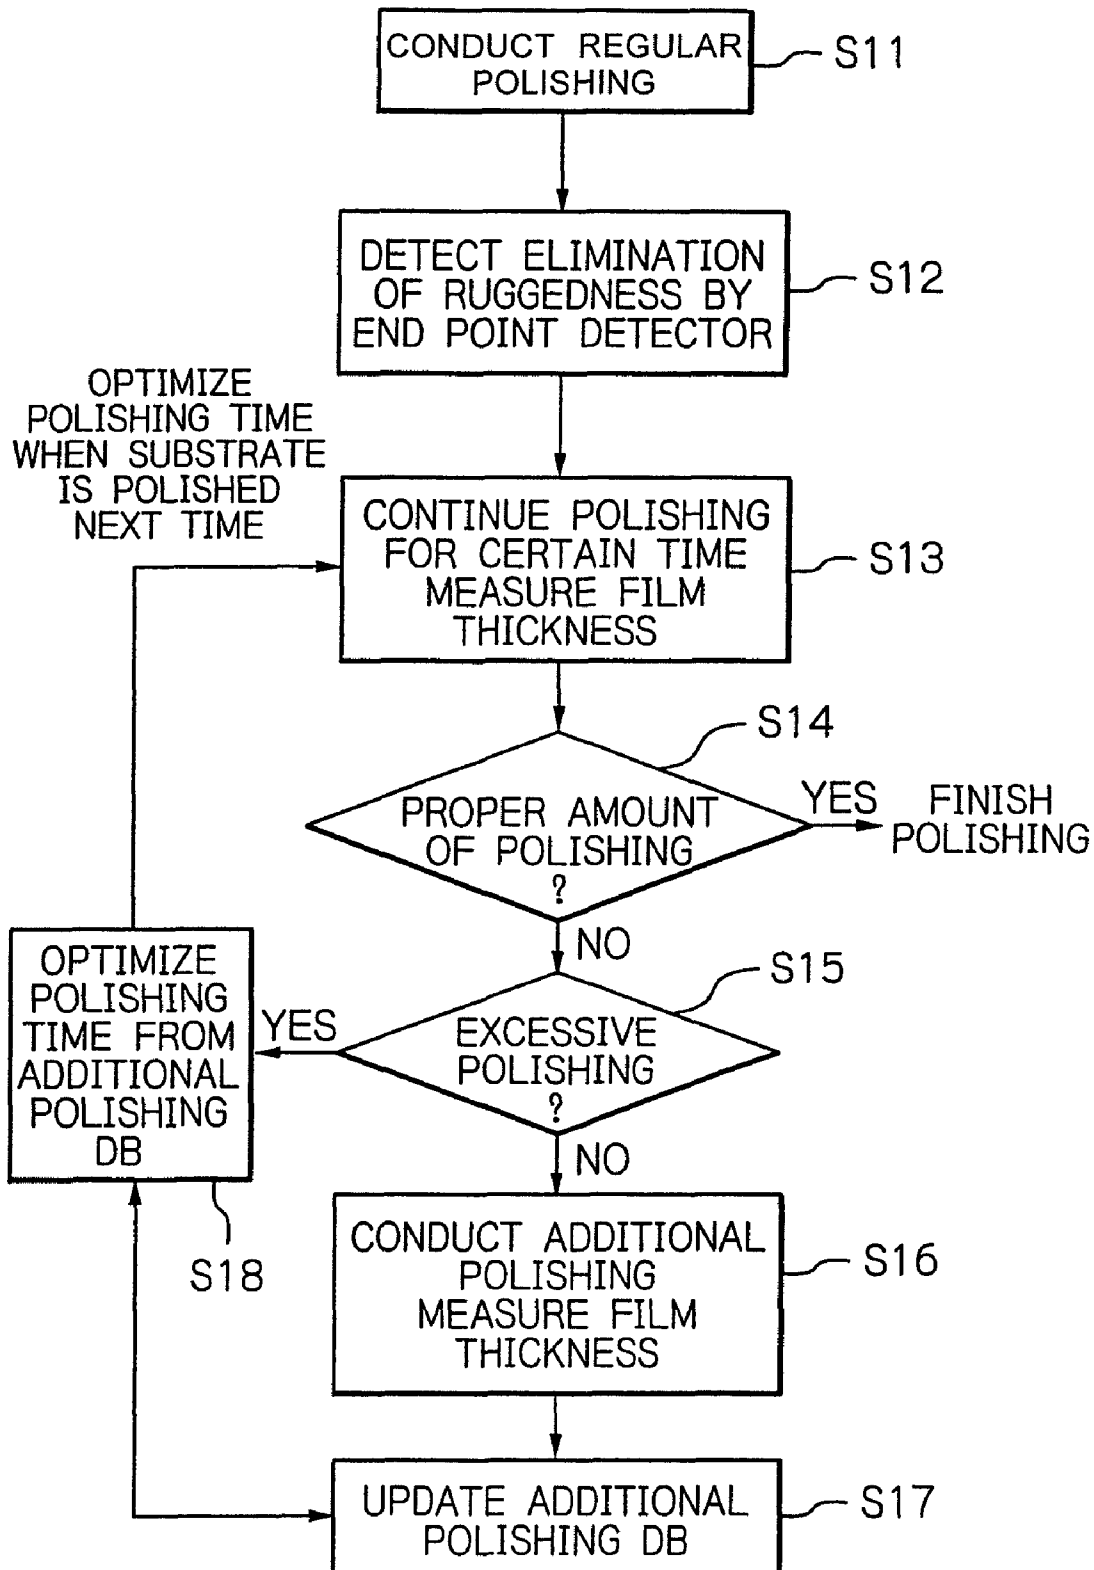 CONDUCT REGULAR
POLISHING
S11
DETECT ELIMINATION
OF RUGGEDNESS BY
END POINT DETECTOR
S12
OPTIMIZE
POLISHING TIME
WHEN SUBSTRATE
IS POLISHED
NEXT TIME
CONTINUE POLISHING
FOR CERTAIN TIME
MEASURE FILM
THICKNESS
S13
S14
PROPER AMOUNT
OF POLISHING
?
YES
FINISH
POLISHING
NO
S15
EXCESSIVE
POLISHING
?
YES
OPTIMIZE
POLISHING
TIME FROM
ADDITIONAL
POLISHING
DB
S18
NO
CONDUCT ADDITIONAL
POLISHING
MEASURE FILM
THICKNESS
S16
UPDATE ADDITIONAL
POLISHING DB
S17